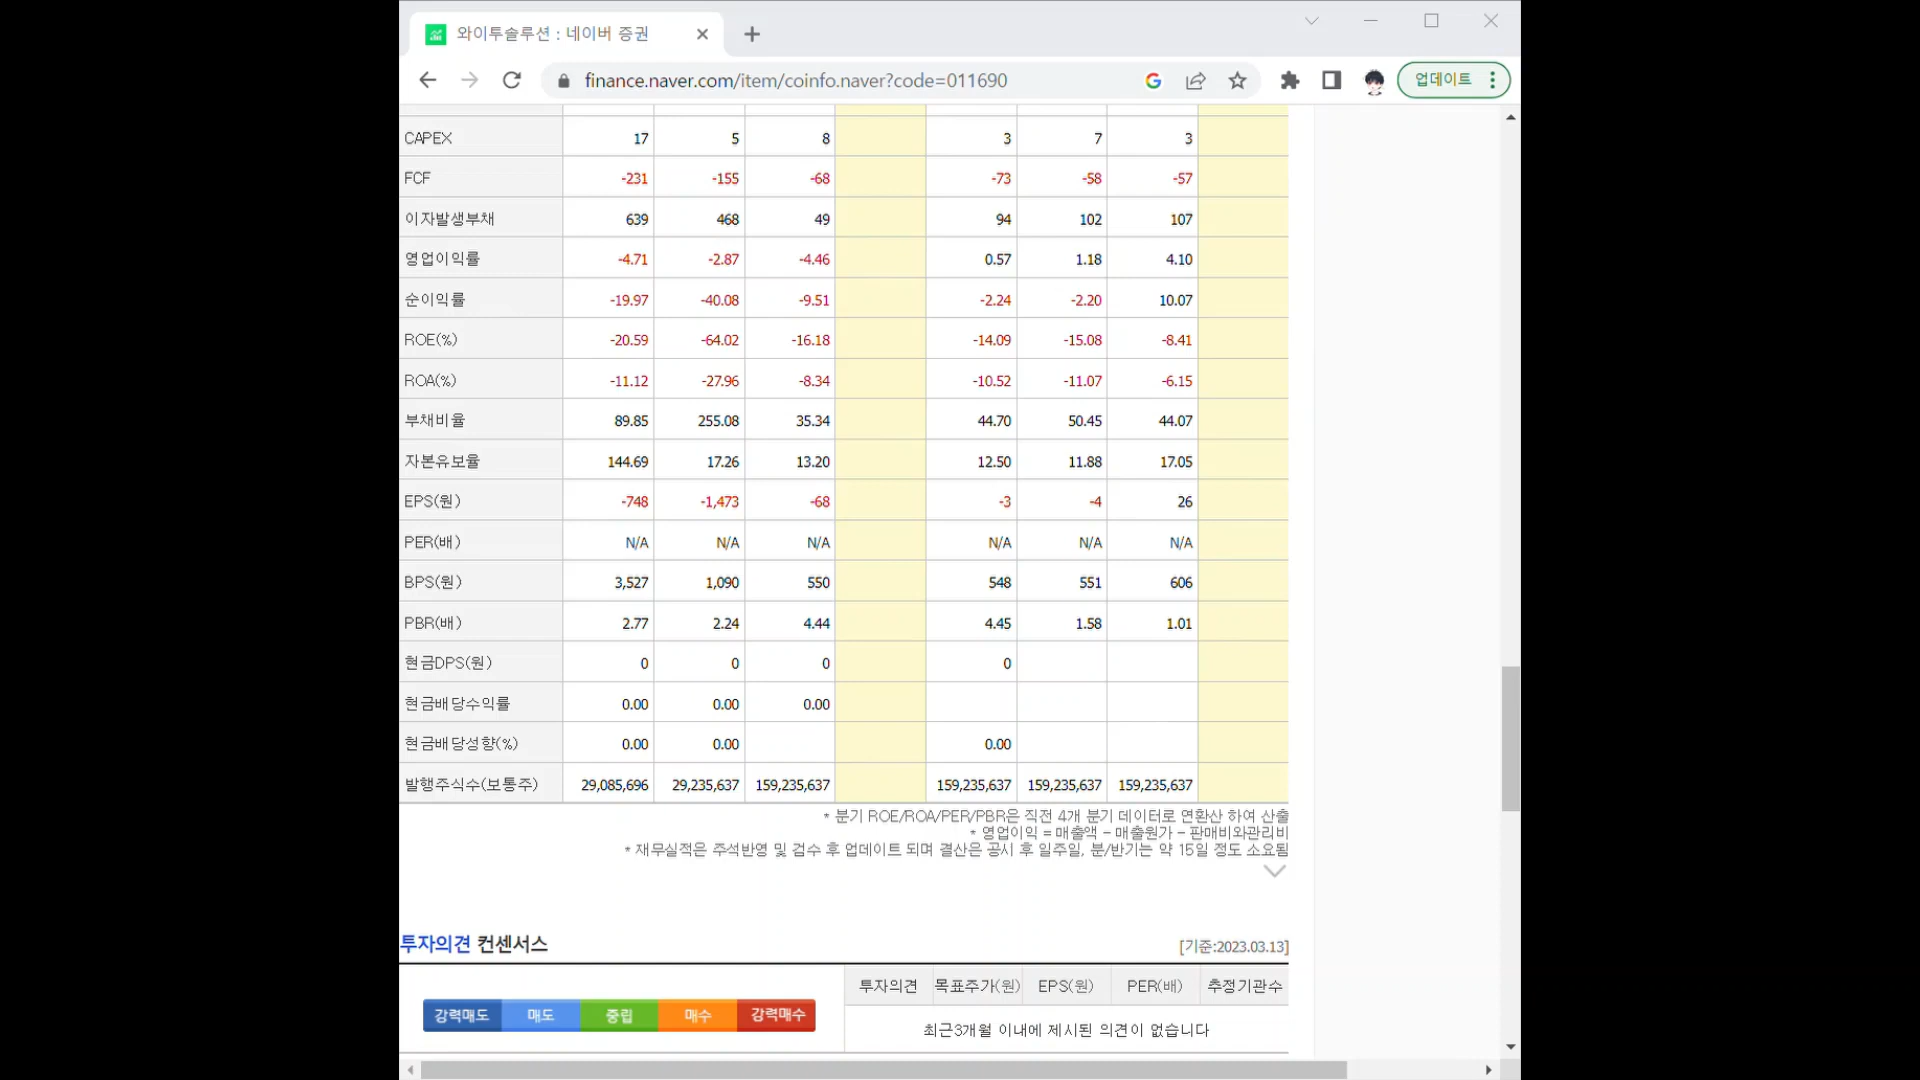 와이투솔루션 : 네이버 증권
finance.naver.com/item/coinfo.naver?code=011690
업데이트
CAPEX 17 5 8 3 7 3
FCF -231 -155 -68 -73 -58 -57
이자발생부채 639 468 49 94 102 107
영업이익률 -4.71 -2.87 -4.46 0.57 1.18 4.10
순이익률 -19.97 -40.08 -9.51 -2.24 -2.20 10.07
ROE(%) -20.59 -64.02 -16.18 -14.09 -15.08 -8.41
ROA(%) -11.12 -27.96 -8.34 -10.52 -11.07 -6.15
부채비율 89.85 255.08 35.34 44.70 50.45 44.07
자본유보율 144.69 17.26 13.20 12.50 11.88 17.05
EPS(원) -748 -1,473 -68 -3 -4 26
PER(배) N/A N/A N/A N/A N/A N/A
BPS(원) 3,527 1,090 550 548 551 606
PBR(배) 2.77 2.24 4.44 4.45 1.58 1.01
현금DPS(원) 0 0 0 0
현금배당수익률 0.00 0.00 0.00
현금배당성향(%) 0.00 0.00 0.00
발행주식수(보통주) 29,085,696 29,235,637 159,235,637 159,235,637 159,235,637 159,235,637
* 분기 ROE/ROA/PER/PBR은 직전 4개 분기 데이터로 연환산 하여 산출
* 영업이익 = 매출액 - 매출원가 - 판매비와관리비
* 재무실적은 주석반영 및 검수 후 업데이트 되며 결산은 공시 후 일주일, 분/반기는 약 15일 정도 소요됨
투자의견 컨센서스 [기준:2023.03.13]
투자의견 목표주가(원) EPS(원) PER(배) 추정기관수
강력매도 매도 중립 매수 강력매수
최근3개월 이내에 제시된 의견이 없습니다